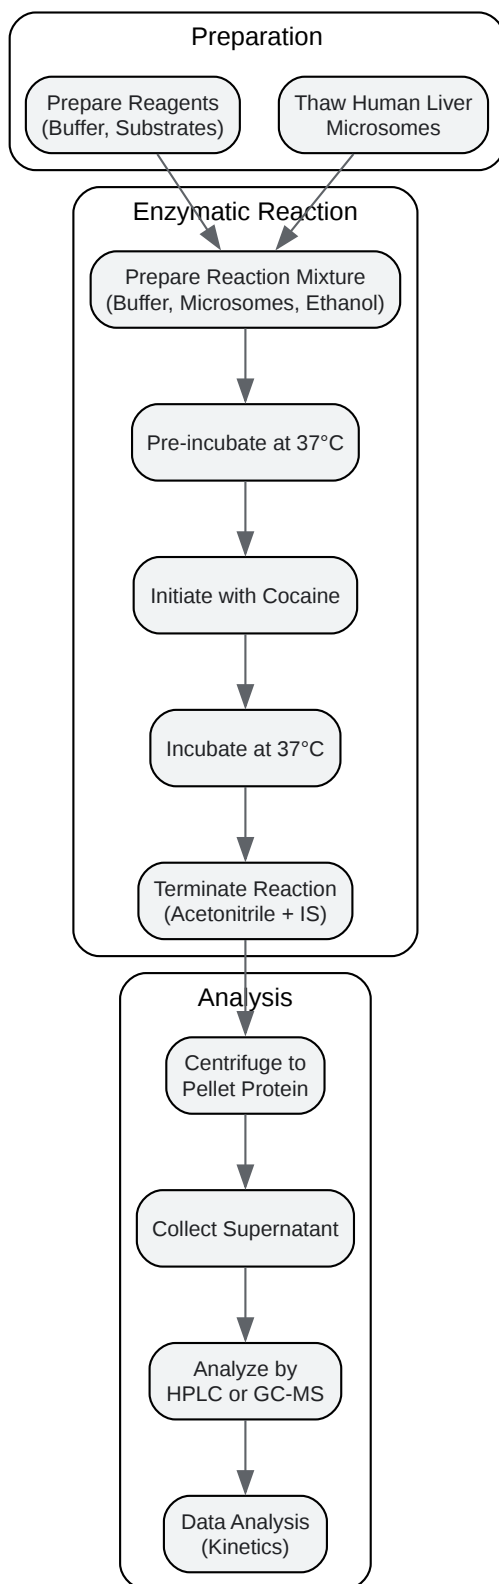 Preparation
Prepare Reagents
(Buffer, Substrates)
Thaw Human Liver
Microsomes
Enzymatic Reaction
Prepare Reaction Mixture
(Buffer, Microsomes, Ethanol)
Pre-incubate at 37°C
Initiate with Cocaine
Incubate at 37°C
Terminate Reaction
(Acetonitrile + IS)
Analysis
Centrifuge to
Pellet Protein
Collect Supernatant
Analyze by
HPLC or GC-MS
Data Analysis
(Kinetics)